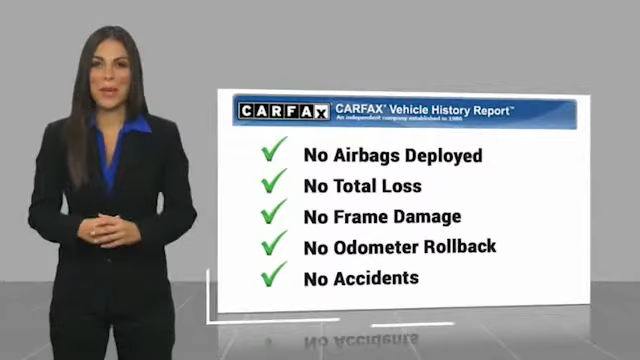 CARFAX CARFAX® Vehicle History Report™
An independent company established in 1986
No Airbags Deployed
No Total Loss
No Frame Damage
No Odometer Rollback
No Accidents